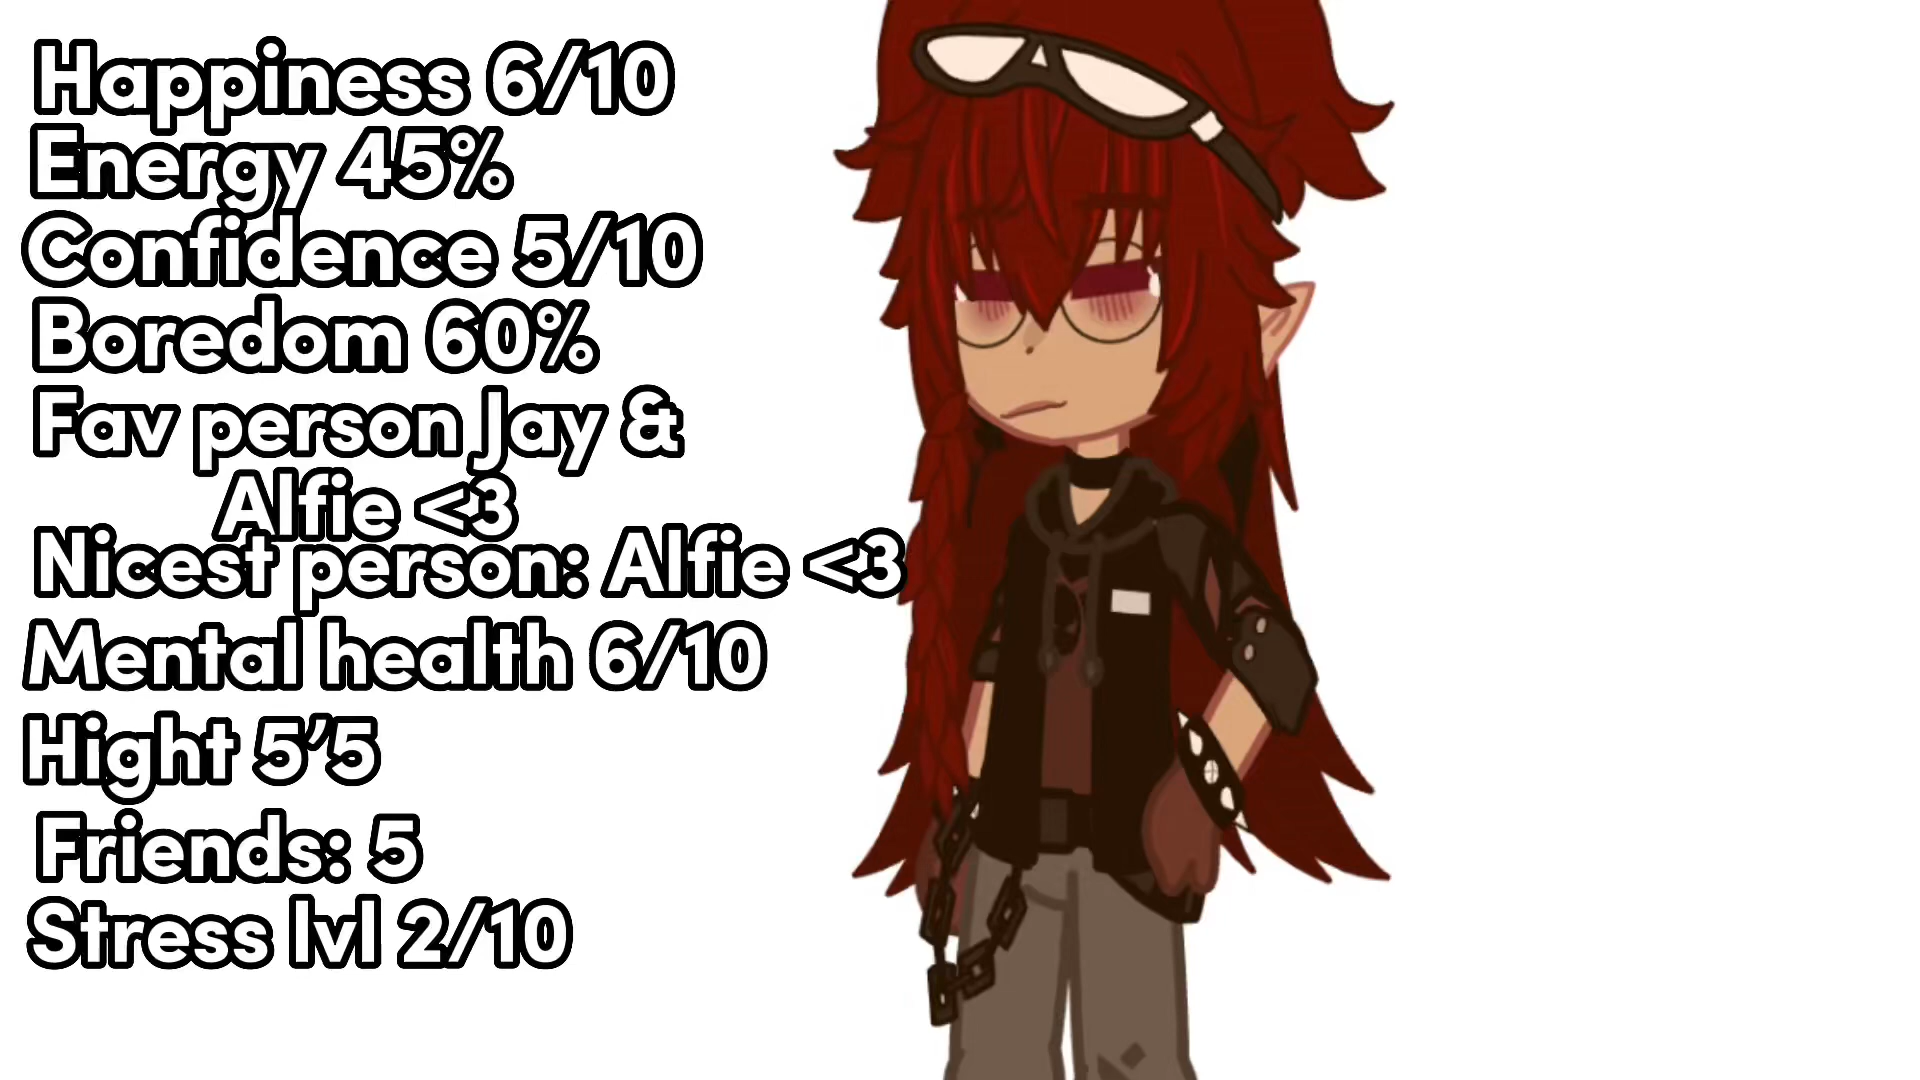 Happiness 6/10
Energy 45%
Confidence 5/10
Boredom 60%
Fav person Jay &
Alfie <3
Nicest person: Alfie <3
Mental health 6/10
Hight 5’5
Friends: 5
Stress lvl 2/10